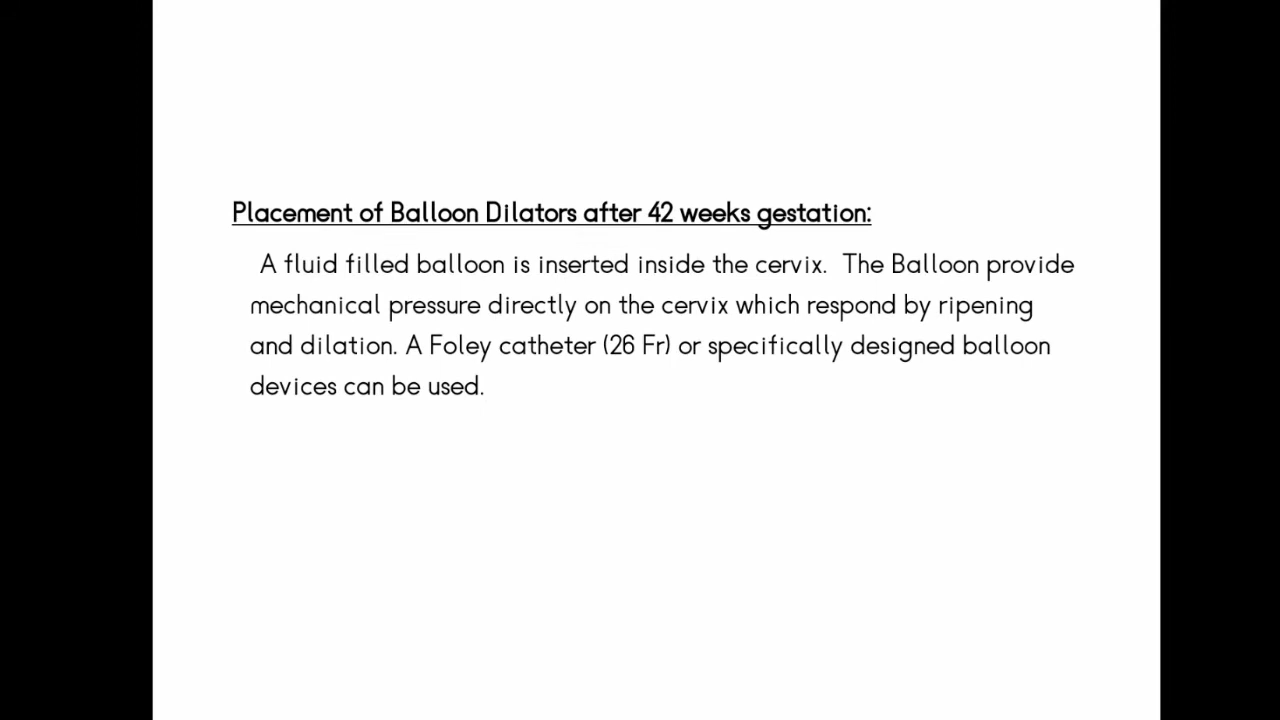 Placement of Balloon Dilators after 42 weeks gestation:
A fluid filled balloon is inserted inside the cervix. The Balloon provide
mechanical pressure directly on the cervix which respond by ripening
and dilation. A Foley catheter (26 Fr) or specifically designed balloon
devices can be used.